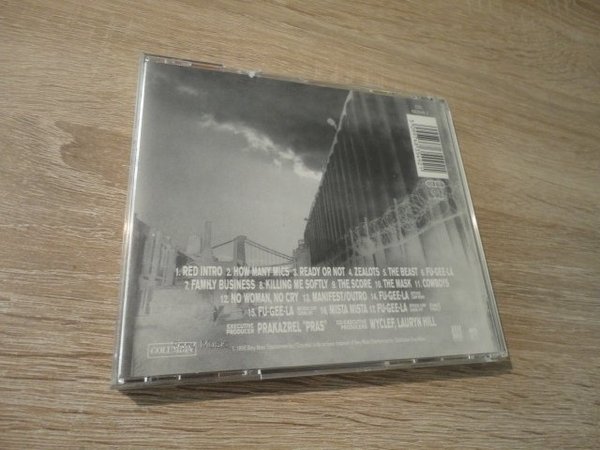 1. RED INTRO 2. HOW MANY MICS 3. READY OR NOT 4. ZEALOTS 5. THE BEAST 6. FU-GEE-LA
7. FAMILY BUSINESS 8. KILLING ME SOFTLY 9. THE SCORE 10. THE MASK 11. COWBOYS
12. NO WOMAN, NO CRY 13. MANIFEST/OUTRO 14. FU-GEE-LA
15. FU-GEE-LA 16. MISTA MISTA 17. FU-GEE-LA
EXECUTIVE PRODUCER PRAKAZREL "PRAS" CO-EXECUTIVE PRODUCERS WYCLEF, LAURYN HILL
COLUMBIA